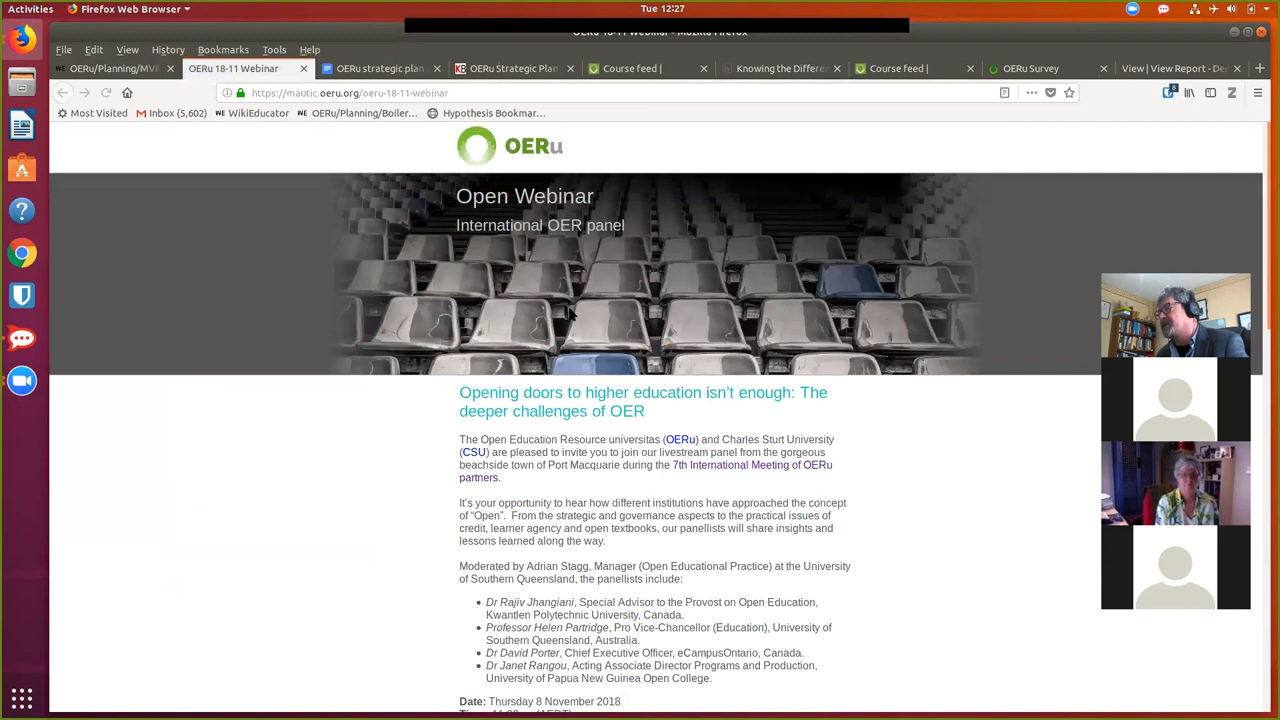 Activities Firefox Web Browser Tue 12:27
OERu 18-11 Webinar - Mozilla Firefox
File Edit View History Bookmarks Tools Help
OERu/Planning/MVP OERu 18-11 Webinar OERu strategic plan OERu Strategic Plan Course feed | Knowing the Differe Course feed | OERu Survey View | View Report - De
https://mautic.oeru.org/oeru-18-11-webinar
Most Visited Inbox (5,602) WikiEducator OERu/Planning/Boiler... Hypothesis Bookmar...
OERu
Open Webinar
International OER panel
Opening doors to higher education isn't enough: The
deeper challenges of OER
The Open Education Resource universitas (OERu) and Charles Sturt University
(CSU) are pleased to invite you to join our livestream panel from the gorgeous
beachside town of Port Macquarie during the 7th International Meeting of OERu
partners.
It's your opportunity to hear how different institutions have approached the concept
of “Open”. From the strategic and governance aspects to the practical issues of
credit, learner agency and open textbooks, our panellists will share insights and
lessons learned along the way.
Moderated by Adrian Stagg, Manager (Open Educational Practice) at the University
of Southern Queensland, the panellists include:
• Dr Rajiv Jhangiani, Special Advisor to the Provost on Open Education,
Kwantlen Polytechnic University, Canada.
• Professor Helen Partridge, Pro Vice-Chancellor (Education), University of
Southern Queensland, Australia.
• Dr David Porter, Chief Executive Officer, eCampusOntario, Canada.
• Dr Janet Rangou, Acting Associate Director Programs and Production,
University of Papua New Guinea Open College.
Date: Thursday 8 November 2018